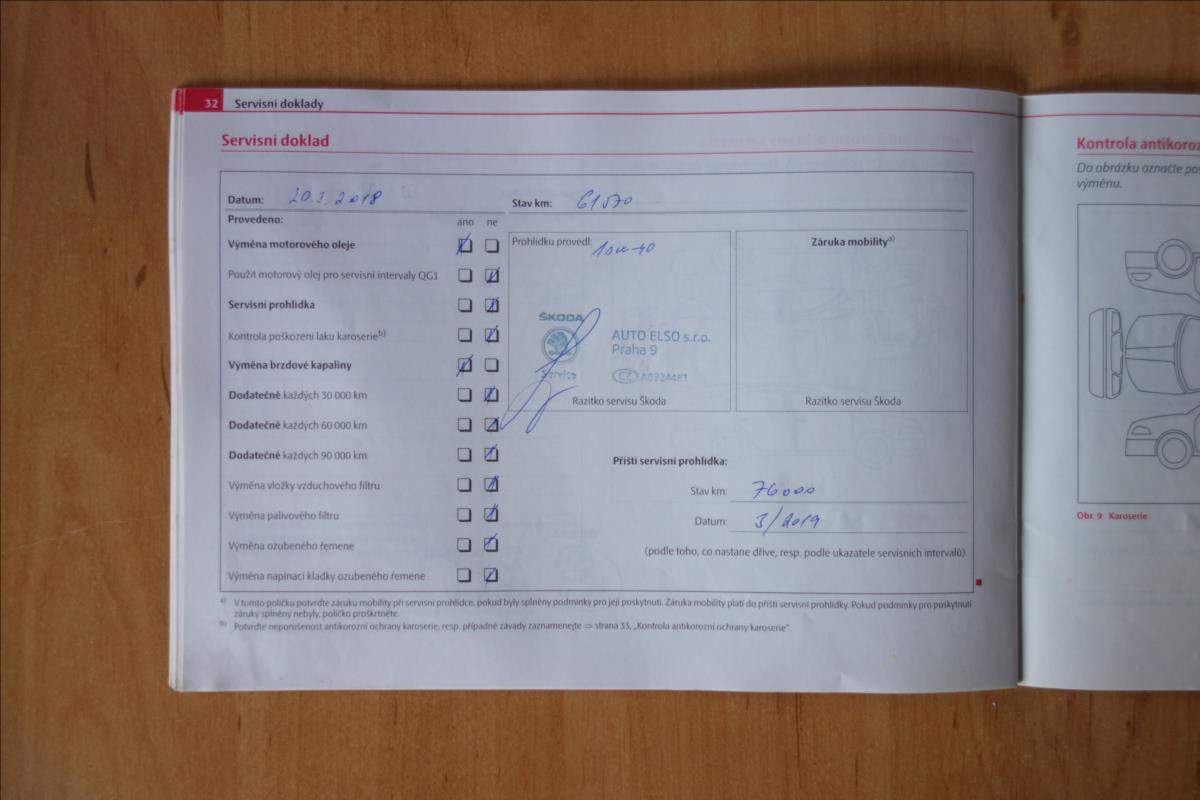 32 Servisní doklady
Servisní doklad
Datum: 20.3.2018
Stav km: 61570
Provedeno:
ano ne
Výměna motorového oleje
Použit motorový olej pro servisní intervaly QG1
Servisní prohlídka
Kontrola poškození laku karoserie b)
Výměna brzdové kapaliny
Dodatečně každých 30 000 km
Dodatečně každých 60 000 km
Dodatečně každých 90 000 km
Výměna vložky vzduchového filtru
Výměna palivového filtru
Výměna ozubeného řemene
Výměna napínací kladky ozubeného řemene
Prohlídku provedl: 10W-40
ŠKODA
Service
AUTO ELSO s.r.o.
Praha 9
CZ
Razítko servisu Škoda
Záruka mobility a)
Razítko servisu Škoda
Příští servisní prohlídka:
Stav km: 76000
Datum: 3/2019
(podle toho, co nastane dříve, resp. podle ukazatele servisních intervalů)
a) V tomto políčku potvrďte záruku mobility při servisní prohlídce, pokud byly splněny podmínky pro její poskytnutí. Záruka mobility platí do příští servisní prohlídky. Pokud podmínky pro poskytnutí
záruky splněny nebyly, políčko proškrtněte.
b) Potvrďte neporušenost antikorozní ochrany karoserie, resp. případné závady zaznamenejte ⇒ strana 33, „Kontrola antikorozní ochrany karoserie".
Kontrola antikoroz
Do obrázku označte po
výměnu.
Obr. 9 Karoserie